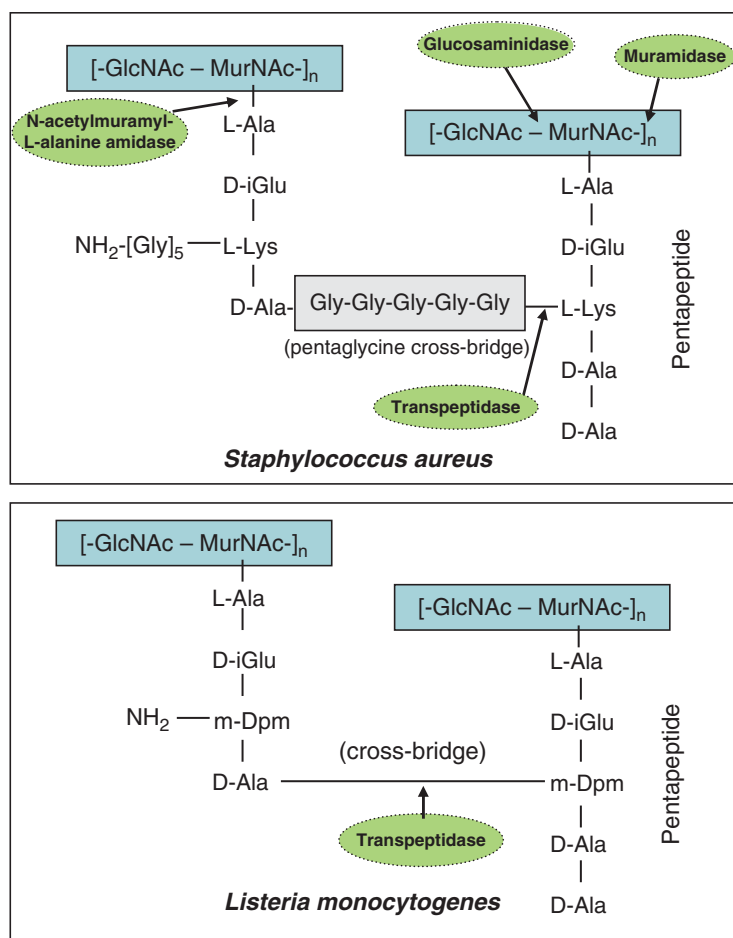 [-GlcNAc – MurNAc-]n
N-acetylmuramyl-
L-alanine amidase
L-Ala
D-iGlu
NH2-[Gly]5
L-Lys
D-Ala-
Gly-Gly-Gly-Gly-Gly
(pentaglycine cross-bridge)
Glucosaminidase
Muramidase
[-GlcNAc – MurNAc-]n
L-Ala
D-iGlu
L-Lys
D-Ala
D-Ala
Pentapeptide
Transpeptidase
Staphylococcus aureus
[-GlcNAc – MurNAc-]n
L-Ala
D-iGlu
NH2
m-Dpm
D-Ala
(cross-bridge)
Transpeptidase
[-GlcNAc – MurNAc-]n
L-Ala
D-iGlu
m-Dpm
D-Ala
D-Ala
Pentapeptide
Listeria monocytogenes